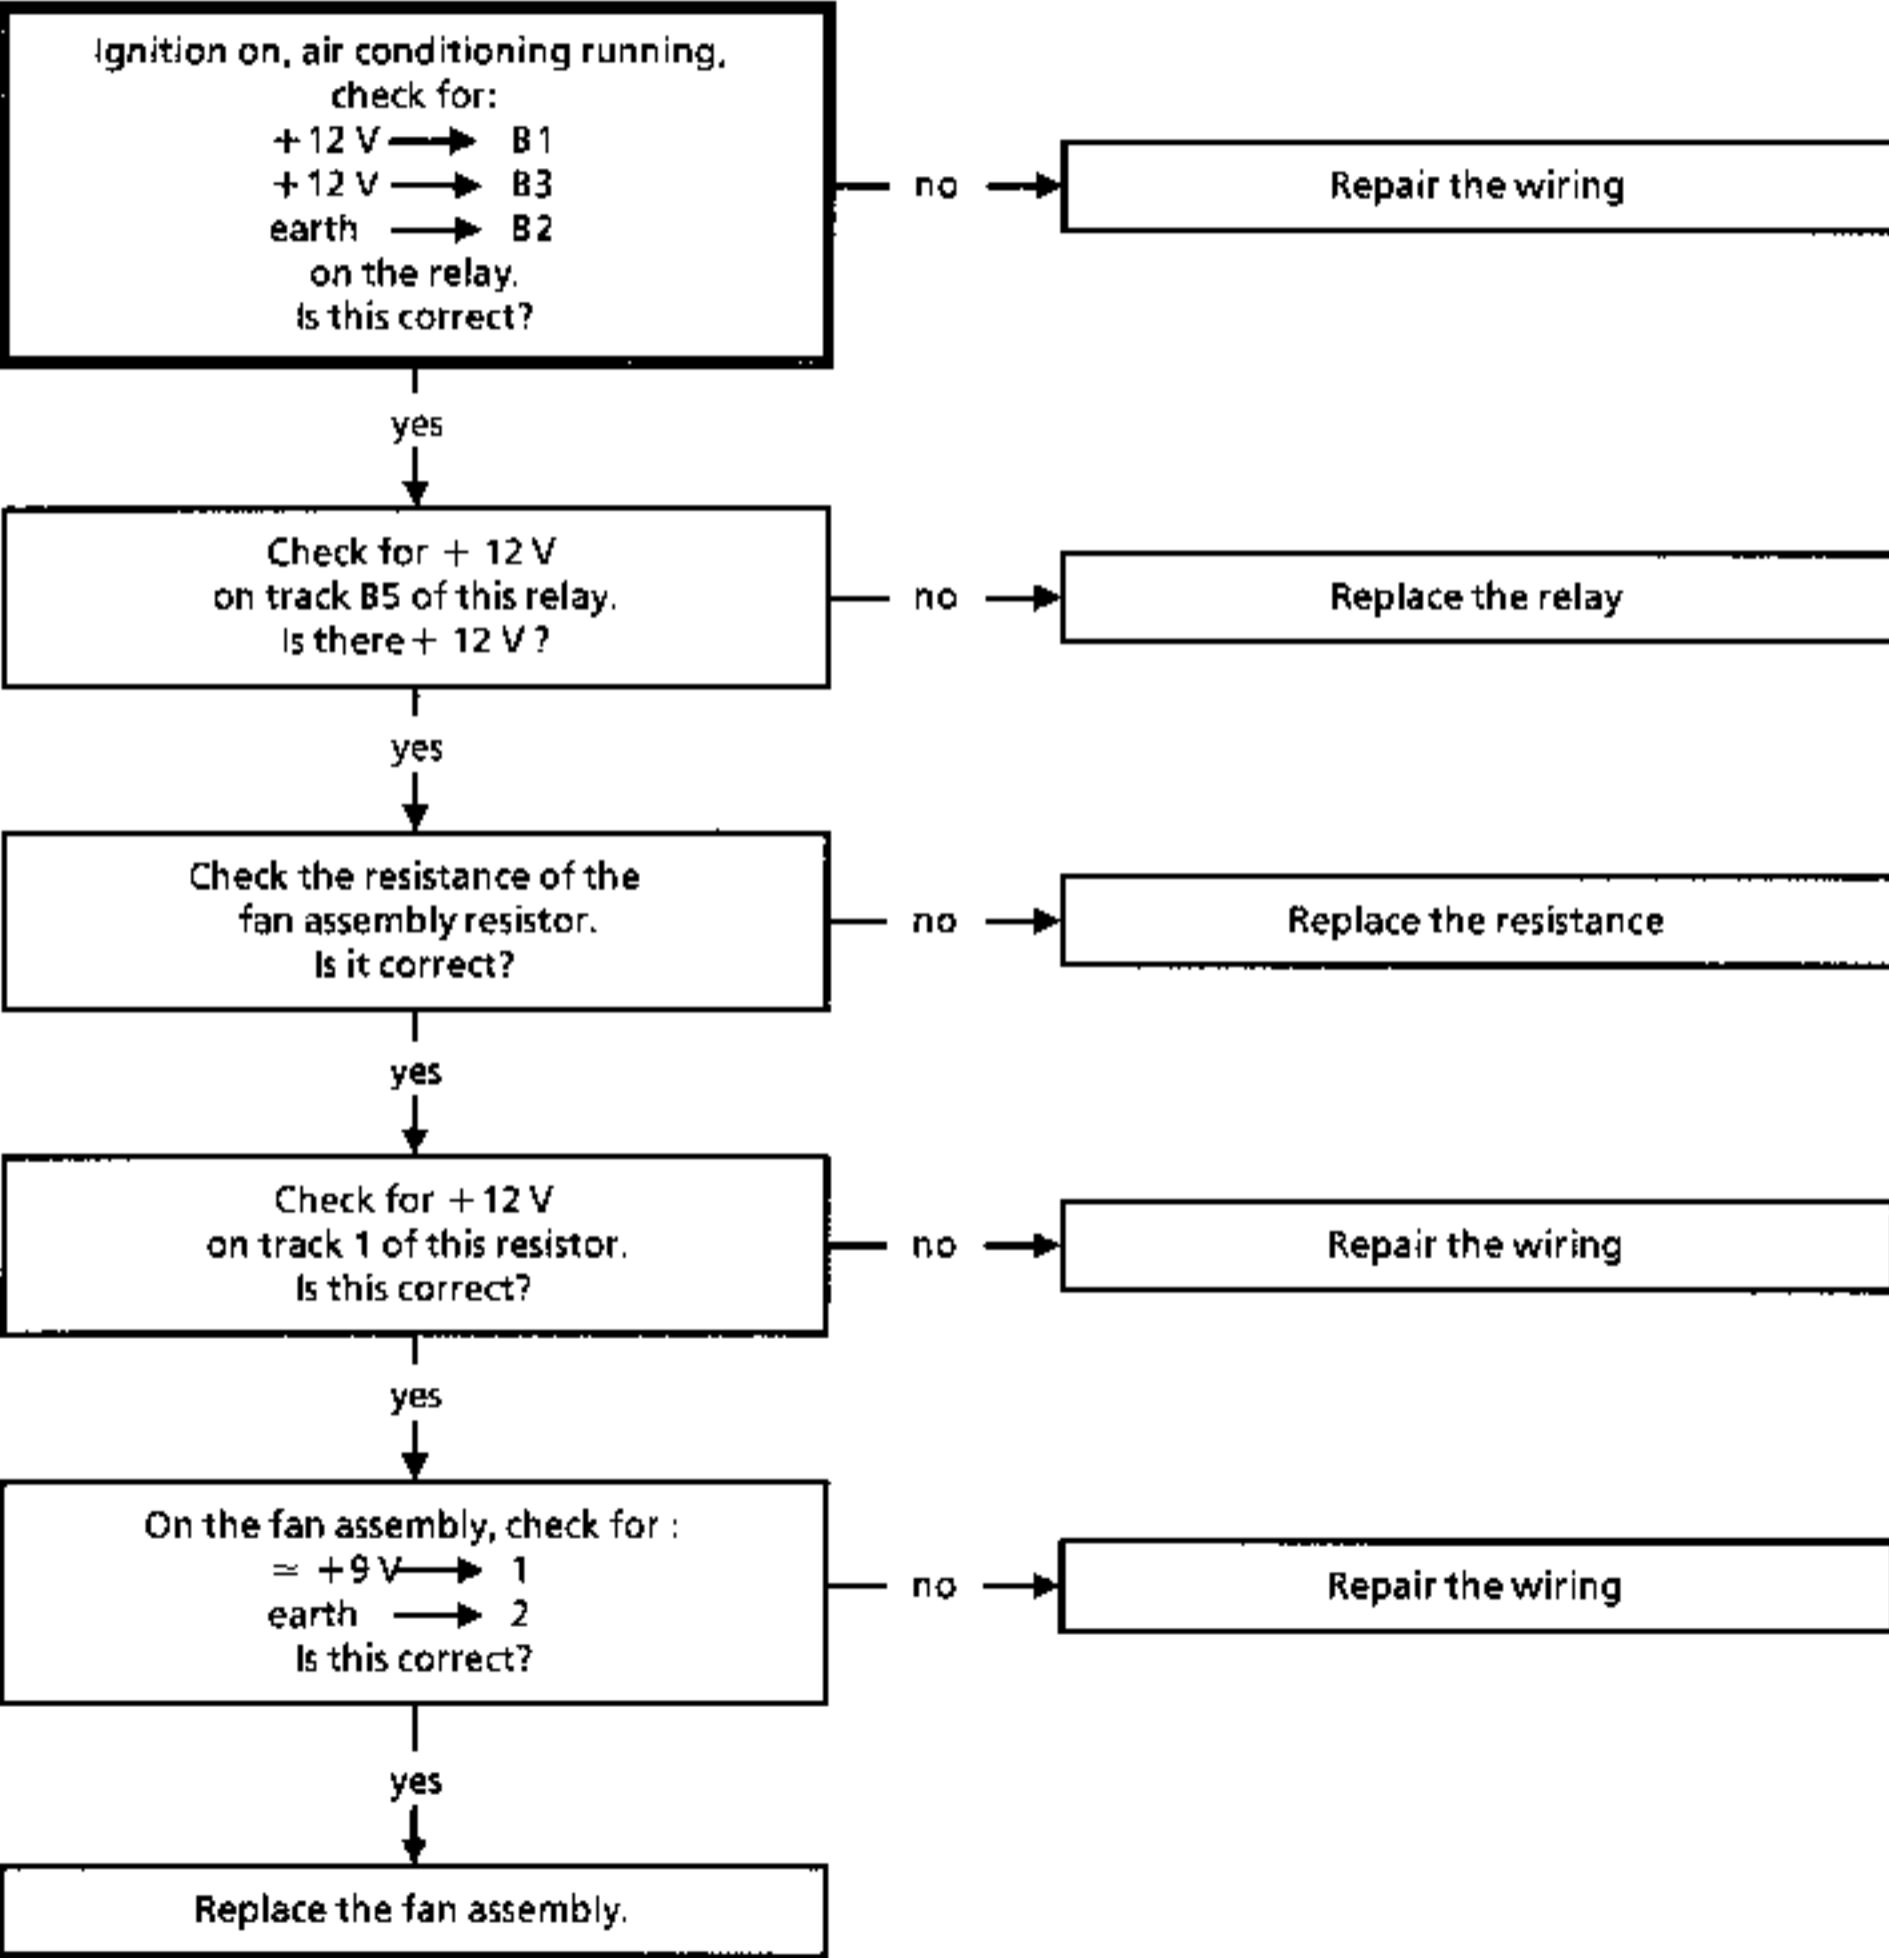 Ignition on, air conditioning running,
check for:
+12 V → B1
+12 V → B3
earth → B2
on the relay.
Is this correct?
no
Repair the wiring
yes
Check for + 12 V
on track B5 of this relay.
Is there + 12 V ?
no
Replace the relay
yes
Check the resistance of the
fan assembly resistor.
Is it correct?
no
Replace the resistance
yes
Check for +12 V
on track 1 of this resistor.
Is this correct?
no
Repair the wiring
yes
On the fan assembly, check for :
≃ +9 V → 1
earth → 2
Is this correct?
no
Repair the wiring
yes
Replace the fan assembly.